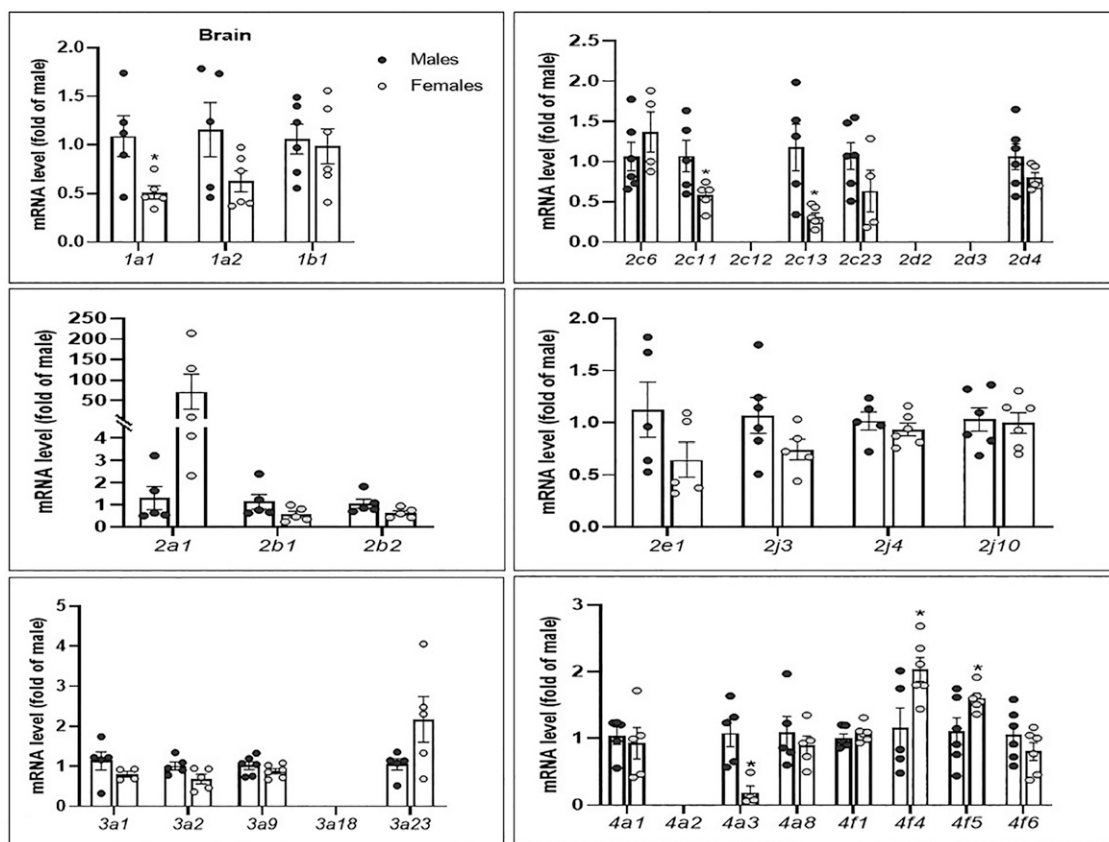 Brain
Males
Females
mRNA level (fold of male)
2.0
1.5
1.0
0.5
0.0
*
1a1 1a2 1b1
mRNA level (fold of male)
2.5
2.0
1.5
1.0
0.5
0.0
* *
2c6 2c11 2c12 2c13 2c23 2d2 2d3 2d4
mRNA level (fold of male)
250
200
150
100
50
4
3
2
1
0
2a1 2b1 2b2
mRNA level (fold of male)
2.0
1.5
1.0
0.5
0.0
2e1 2j3 2j4 2j10
mRNA level (fold of male)
5
4
3
2
1
0
3a1 3a2 3a9 3a18 3a23
mRNA level (fold of male)
3
2
1
0
* * *
4a1 4a2 4a3 4a8 4f1 4f4 4f5 4f6